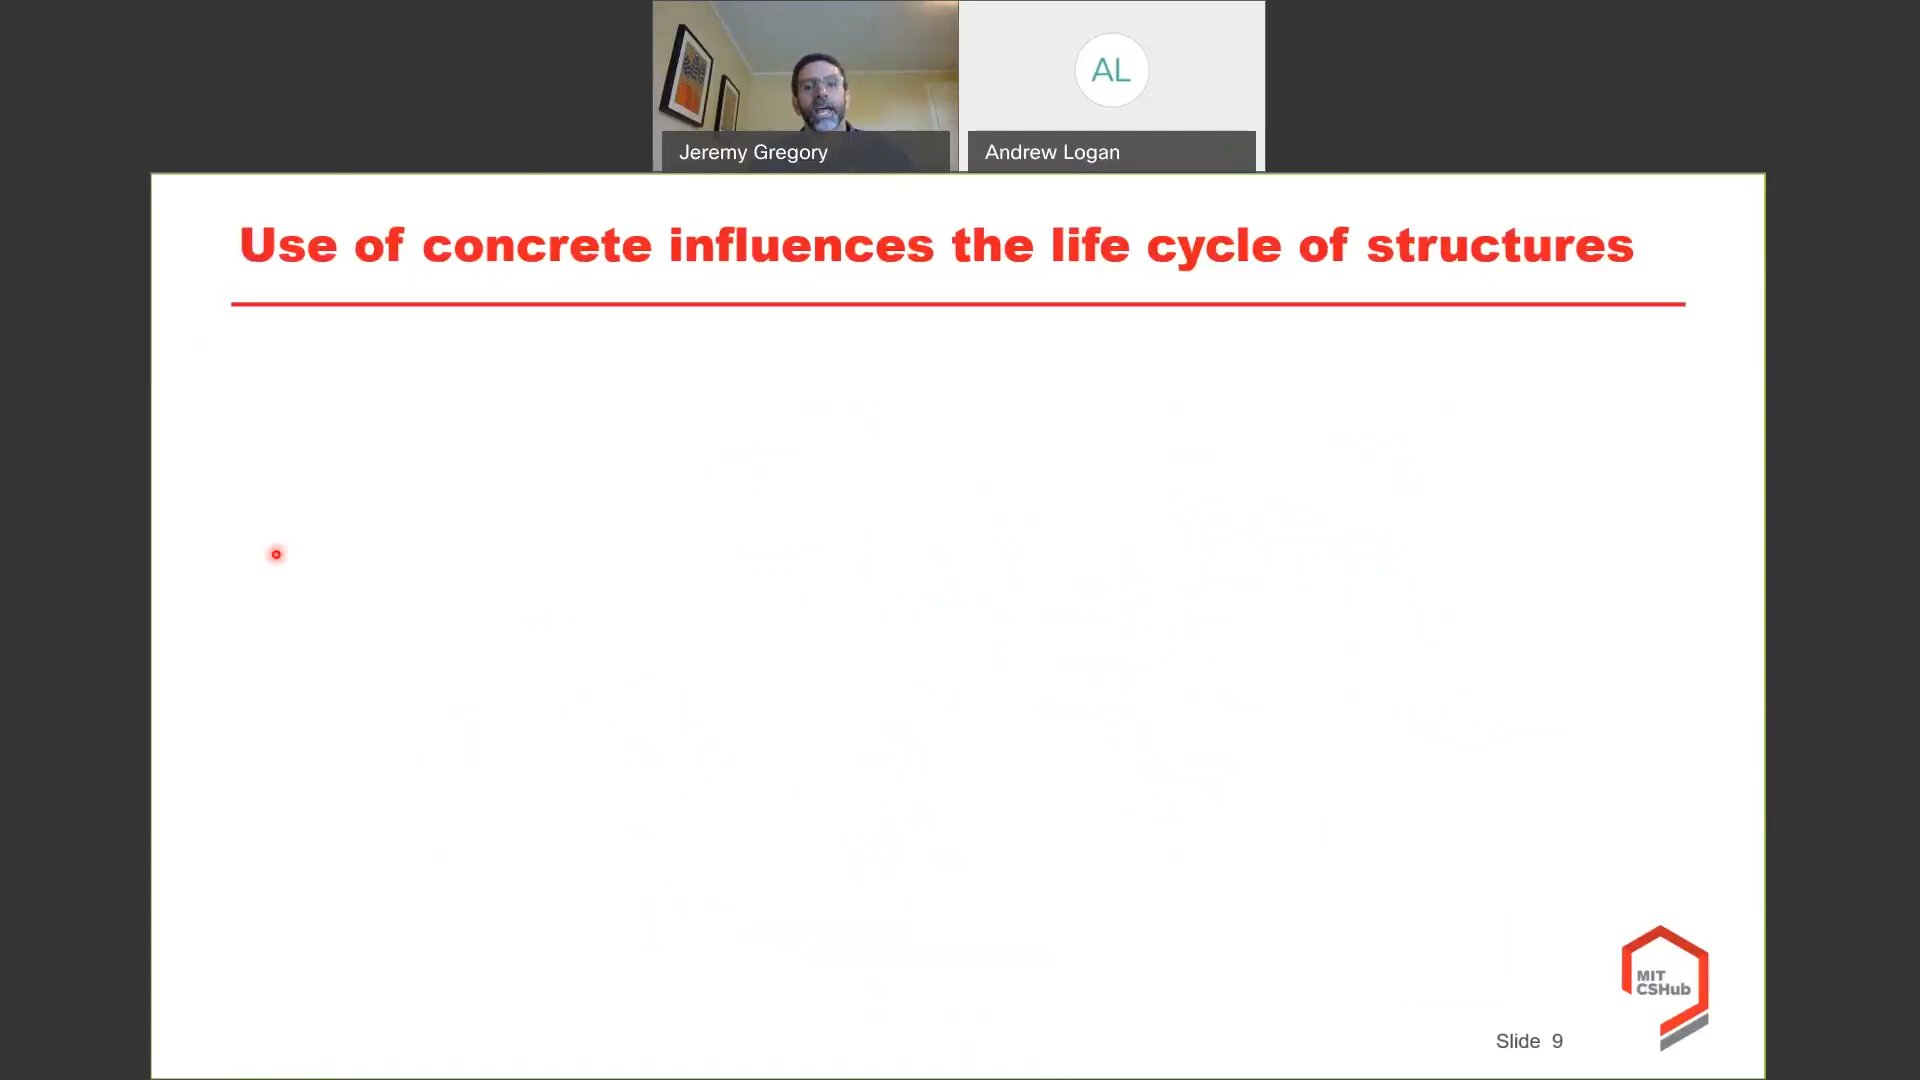 AL
Jeremy Gregory
Andrew Logan
Use of concrete influences the life cycle of structures
MIT
CSHub
Slide 9